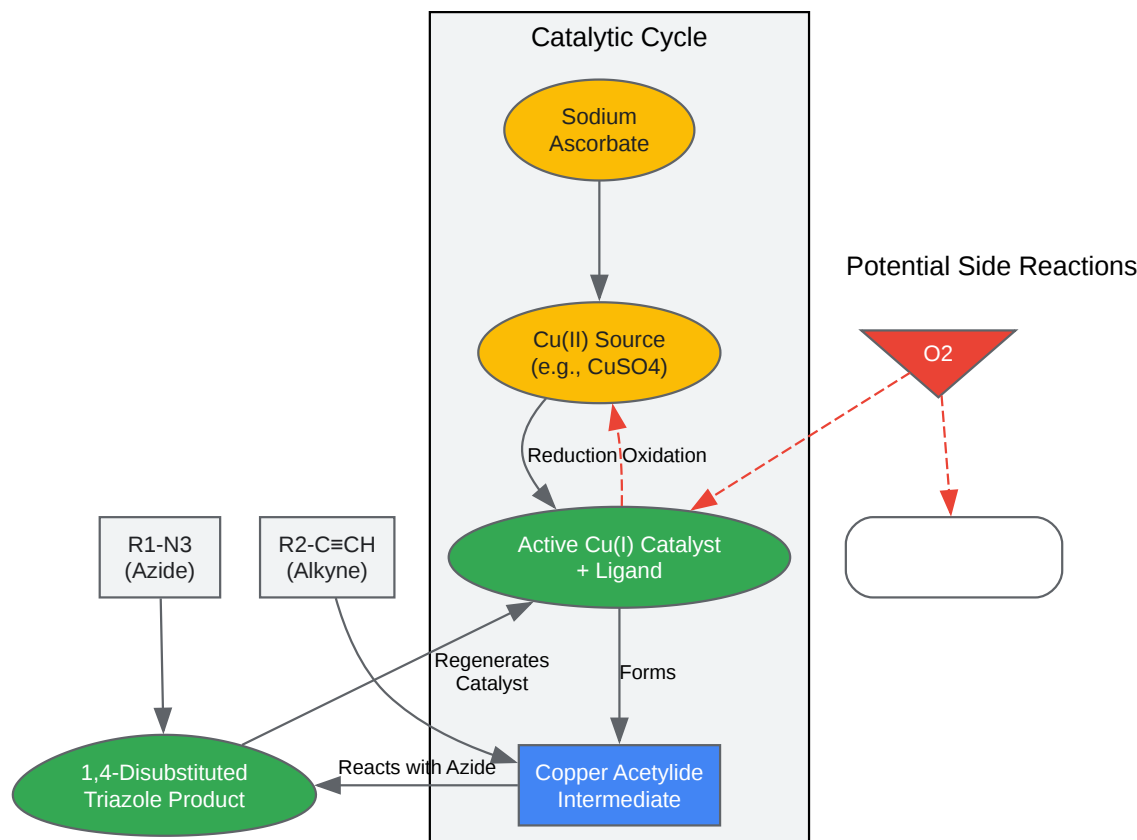 Catalytic Cycle
Sodium
Ascorbate
Potential Side Reactions
Cu(II) Source
(e.g., CuSO4)
O2
Reduction
Oxidation
R1-N3
(Azide)
R2-C≡CH
(Alkyne)
Active Cu(I) Catalyst
+ Ligand
Regenerates
Catalyst
Forms
1,4-Disubstituted
Triazole Product
Reacts with Azide
Copper Acetylide
Intermediate